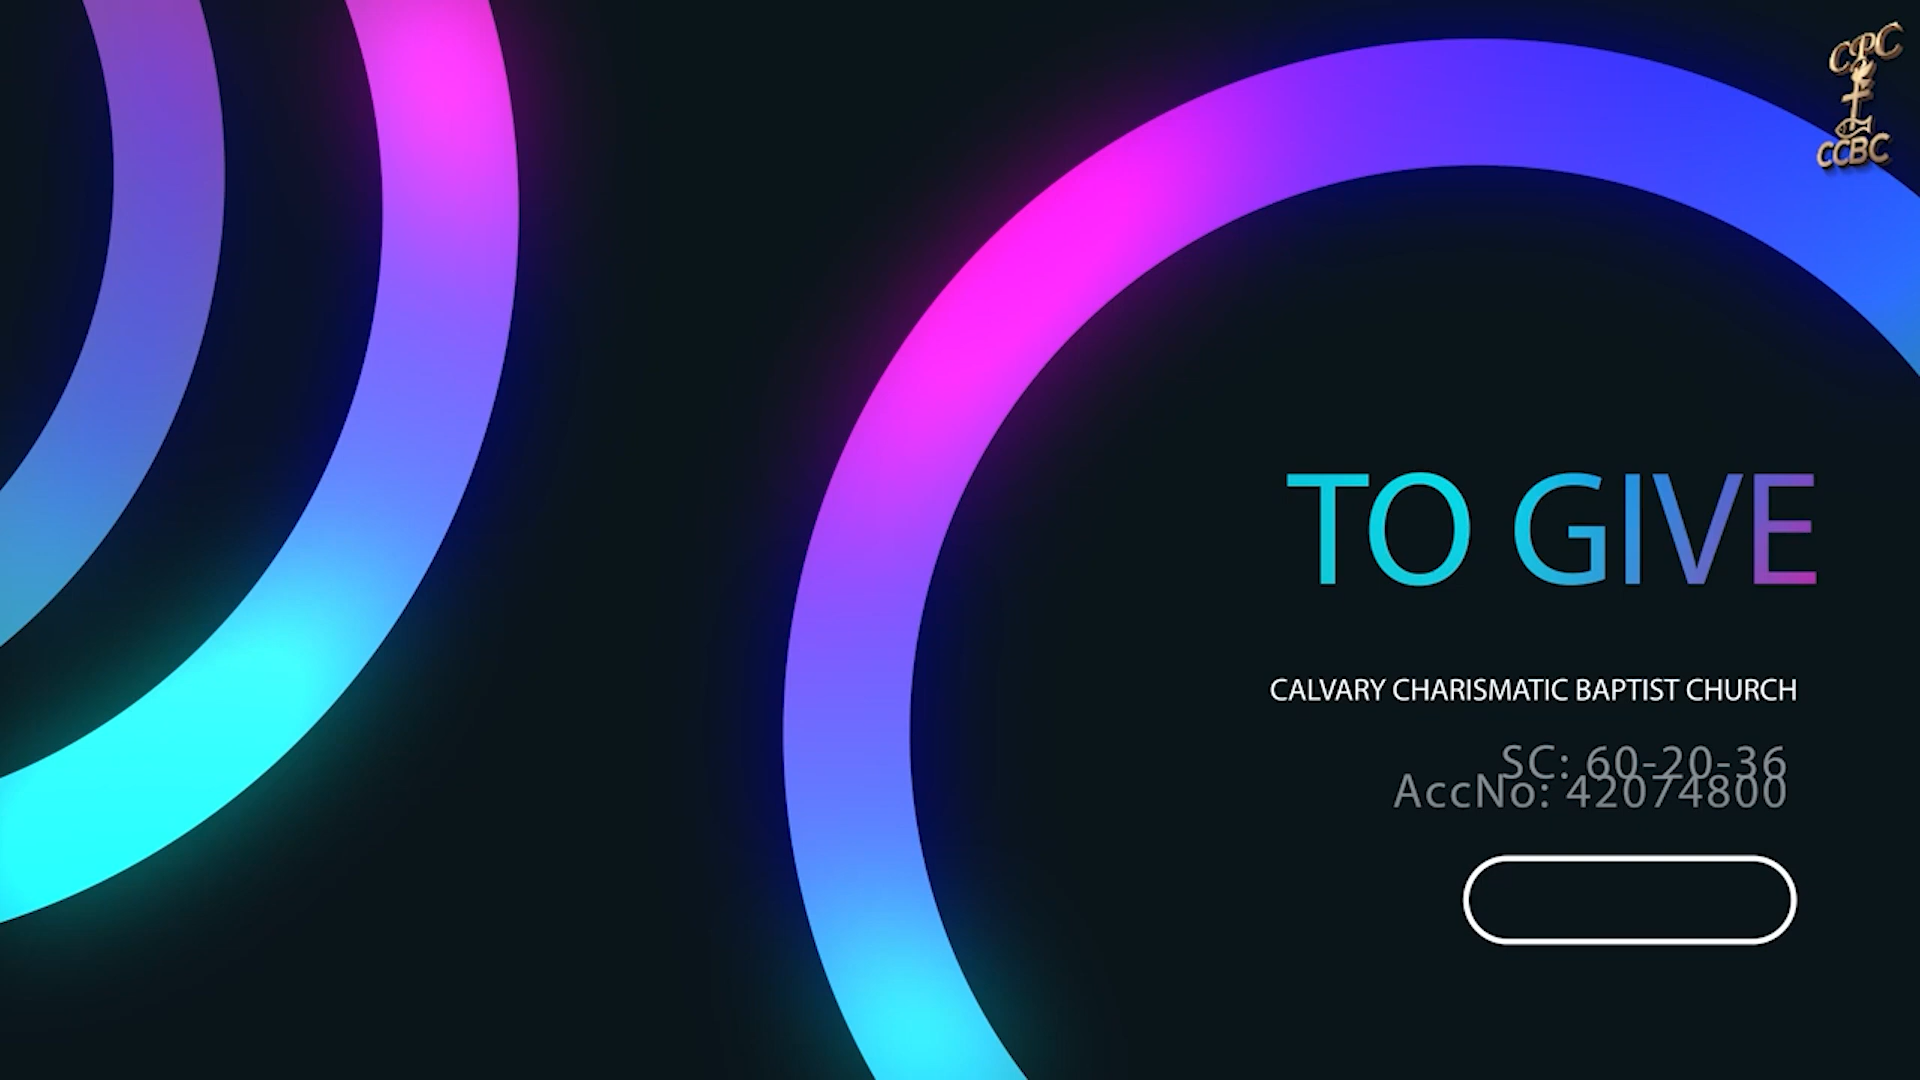 CPC
CCBC
TO GIVE
CALVARY CHARISMATIC BAPTIST CHURCH
SC: 60-20-36
AccNo: 42074800